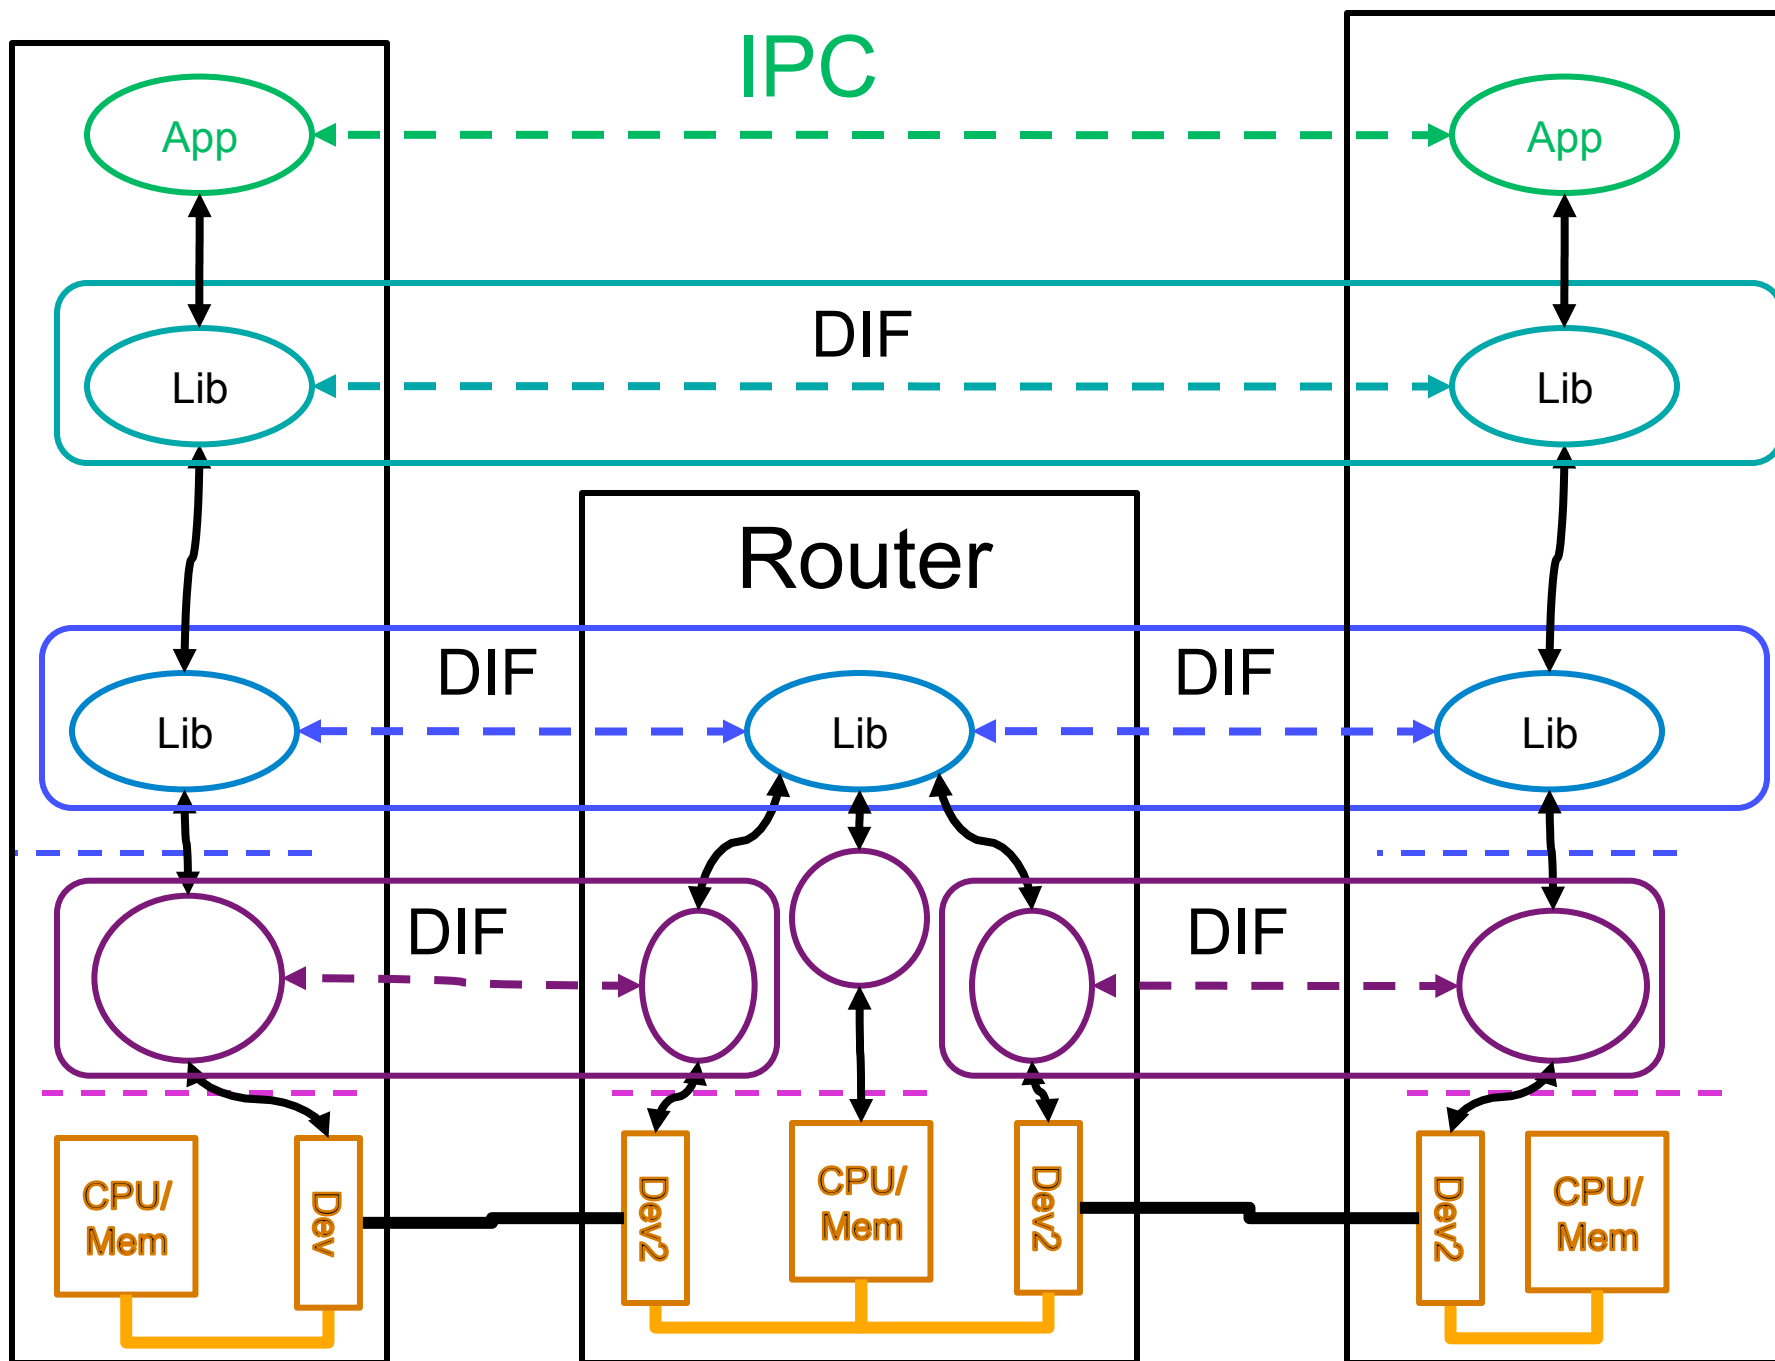 IPC
App
App
DIF
Lib
Lib
Router
DIF
DIF
Lib
Lib
Lib
DIF
DIF
CPU/
Mem
Dev
Dev2
CPU/
Mem
Dev2
Dev2
CPU/
Mem